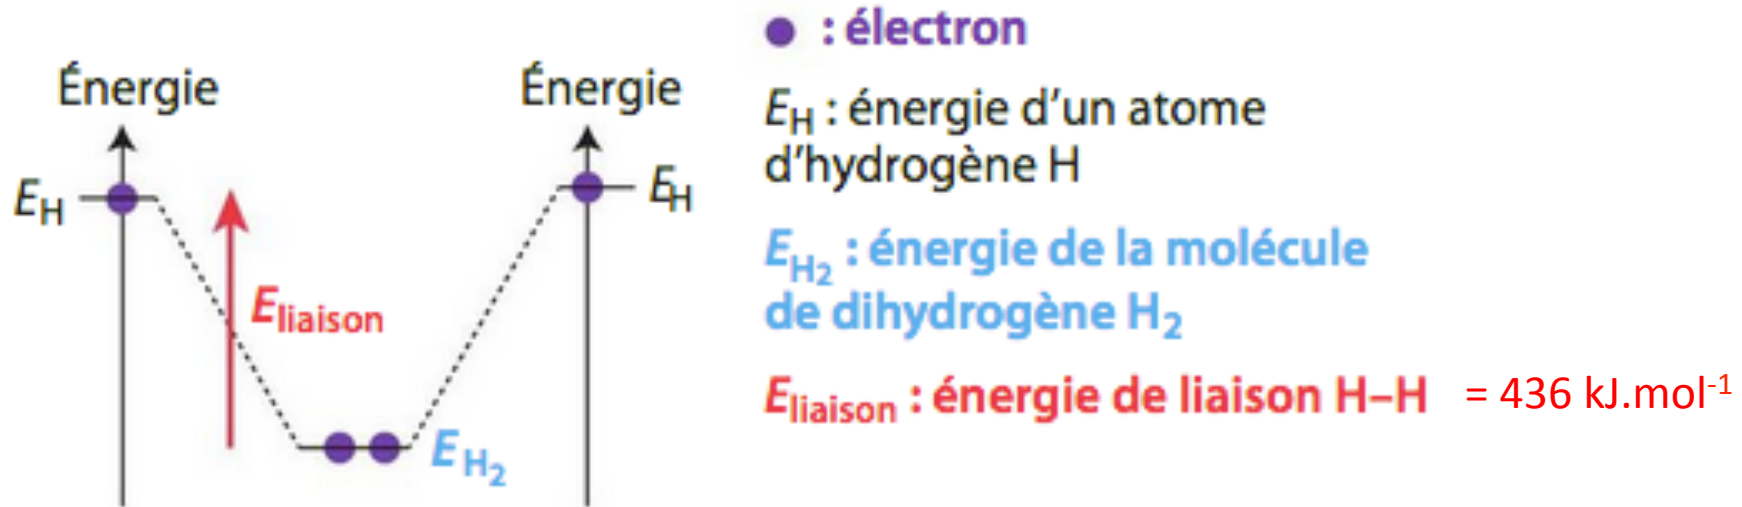 Énergie
Énergie
E_H
E_H
E_liaison
E_H₂
: électron
E_H : énergie d'un atome
d'hydrogène H
E_H₂ : énergie de la molécule
de dihydrogène H₂
E_liaison : énergie de liaison H–H = 436 kJ.mol⁻¹